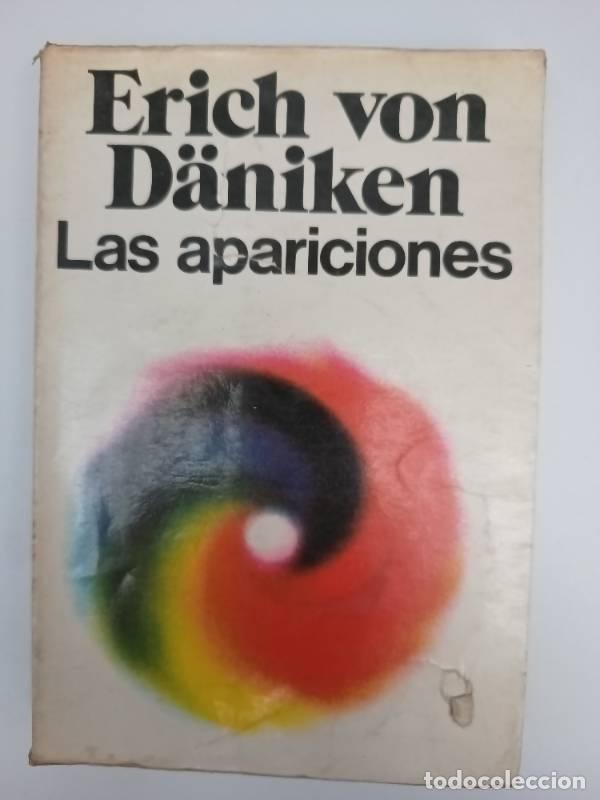 Erich von
Däniken
Las apariciones
todocoleccion